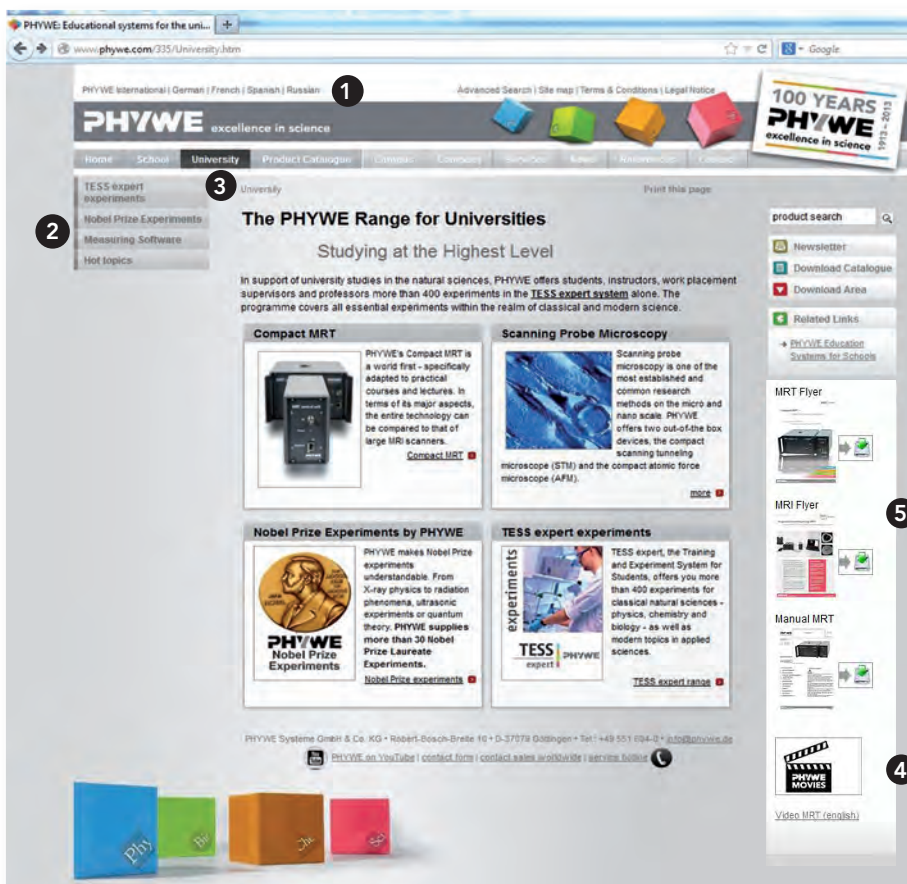 PHYWE: Educational systems for the uni...
www.phywe.com/335/University.htm
Google
PHYWE International | German | French | Spanish | Russian
1
Advanced Search | Site map | Terms & Conditions | Legal Notice
PHYWE excellence in science
100 YEARS
PHYWE
excellence in science
1913 – 2013
Home School University Product Catalogue Campus Company Services News References Contact
TESS expert
experiments
Nobel Prize Experiments
Measuring Software
Hot topics
2
3
University
Print this page
The PHYWE Range for Universities
Studying at the Highest Level
In support of university studies in the natural sciences, PHYWE offers students, instructors, work placement
supervisors and professors more than 400 experiments in the TESS expert system alone. The
programme covers all essential experiments within the realm of classical and modern science.
Compact MRT
PHYWE's Compact MRT is
a world first - specifically
adapted to practical
courses and lectures. In
terms of its major aspects,
the entire technology can
be compared to that of
large MRI scanners.
Compact MRT
Scanning Probe Microscopy
Scanning probe
microscopy is one of the
most established and
common research
methods on the micro and
nano scale. PHYWE
offers two out-of-the box
devices, the compact
scanning tunneling
microscope (STM) and the compact atomic force
microscope (AFM).
more
Nobel Prize Experiments by PHYWE
PHYWE makes Nobel Prize
experiments
understandable. From
X-ray physics to radiation
phenomena, ultrasonic
experiments or quantum
theory. PHYWE supplies
more than 30 Nobel
Prize Laureate
Experiments.
Nobel Prize experiments
PHYWE
Nobel Prize
Experiments
TESS expert experiments
experiments
TESS
expert
PHYWE
TESS expert, the Training
and Experiment System for
Students, offers you more
than 400 experiments for
classical natural sciences -
physics, chemistry and
biology - as well as
modern topics in applied
sciences.
TESS expert range
product search
Newsletter
Download Catalogue
Download Area
Related Links
PHYWE Education
Systems for Schools
MRT Flyer
MRI Flyer
5
Manual MRT
PHYWE
MOVIES
4
Video MRT (english)
PHYWE Systeme GmbH & Co. KG • Robert-Bosch-Breite 10 • D-37079 Göttingen • Tel.: +49 551 604-0 • info@phywe.de
You
Tube
PHYWE on YouTube | contact form | contact sales worldwide | service hotline
Phy
Bio
Che